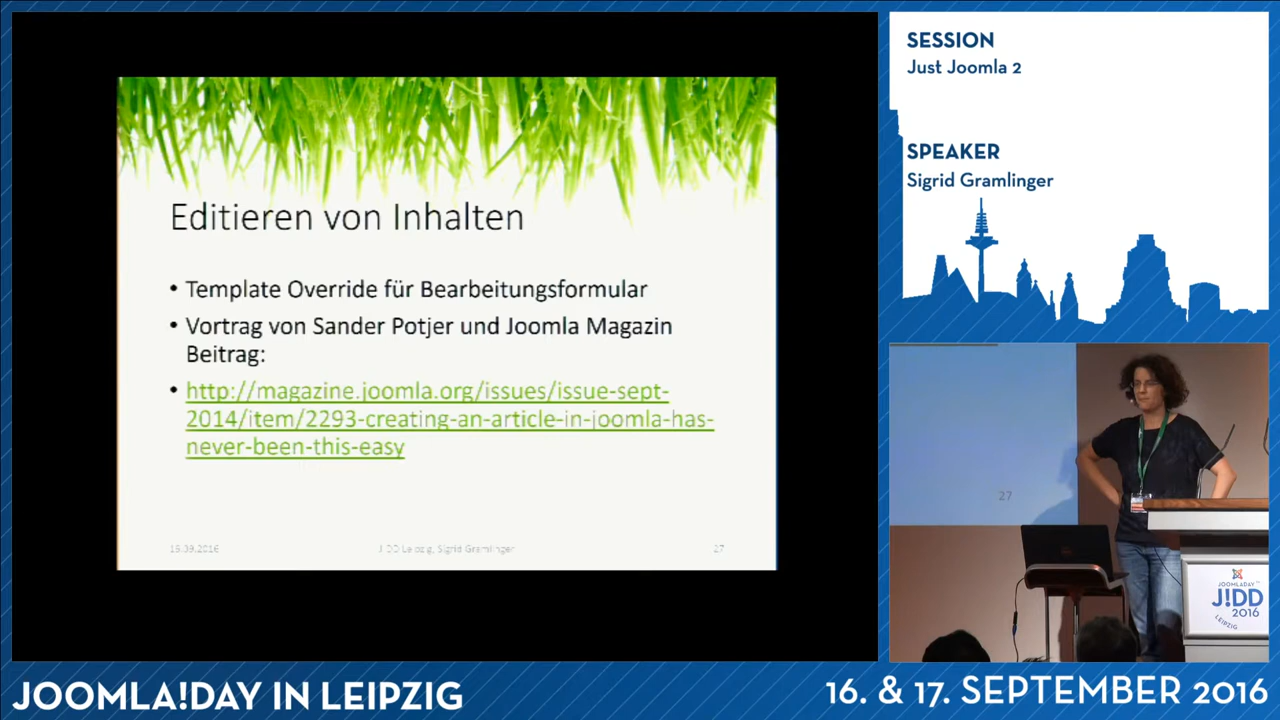 Editieren von Inhalten
• Template Override für Bearbeitungsformular
• Vortrag von Sander Potjer und Joomla Magazin
Beitrag:
• http://magazine.joomla.org/issues/issue-sept-
2014/item/2293-creating-an-article-in-joomla-has-
never-been-this-easy
15.09.2016
JDD Leipzig, Sigrid Gramlinger
27
SESSION
Just Joomla 2
SPEAKER
Sigrid Gramlinger
27
JOOMLADAY
J!DD
2016
LEIPZIG
JOOMLA!DAY IN LEIPZIG
16. & 17. SEPTEMBER 2016